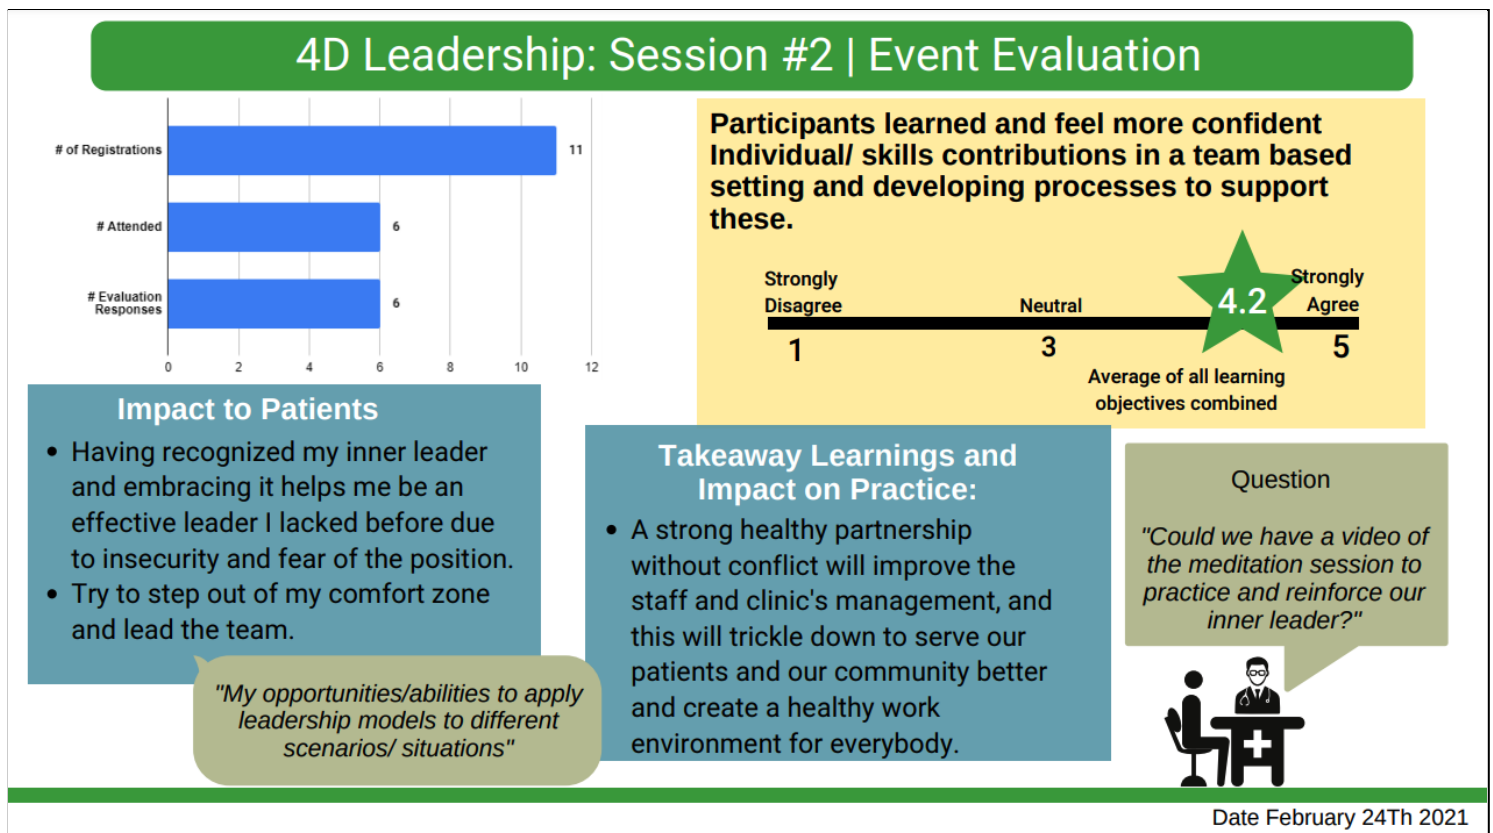 4D Leadership: Session #2 | Event Evaluation
# of Registrations
11
# Attended
6
# Evaluation
Responses
6
0 2 4 6 8 10 12
Participants learned and feel more confident
Individual/ skills contributions in a team based
setting and developing processes to support
these.
Strongly
Disagree
Neutral
4.2
Strongly
Agree
1
3
5
Average of all learning
objectives combined
Impact to Patients
• Having recognized my inner leader
and embracing it helps me be an
effective leader I lacked before due
to insecurity and fear of the position.
• Try to step out of my comfort zone
and lead the team.
"My opportunities/abilities to apply
leadership models to different
scenarios/ situations"
Takeaway Learnings and
Impact on Practice:
• A strong healthy partnership
without conflict will improve the
staff and clinic's management, and
this will trickle down to serve our
patients and our community better
and create a healthy work
environment for everybody.
Question
"Could we have a video of
the meditation session to
practice and reinforce our
inner leader?"
Date February 24Th 2021